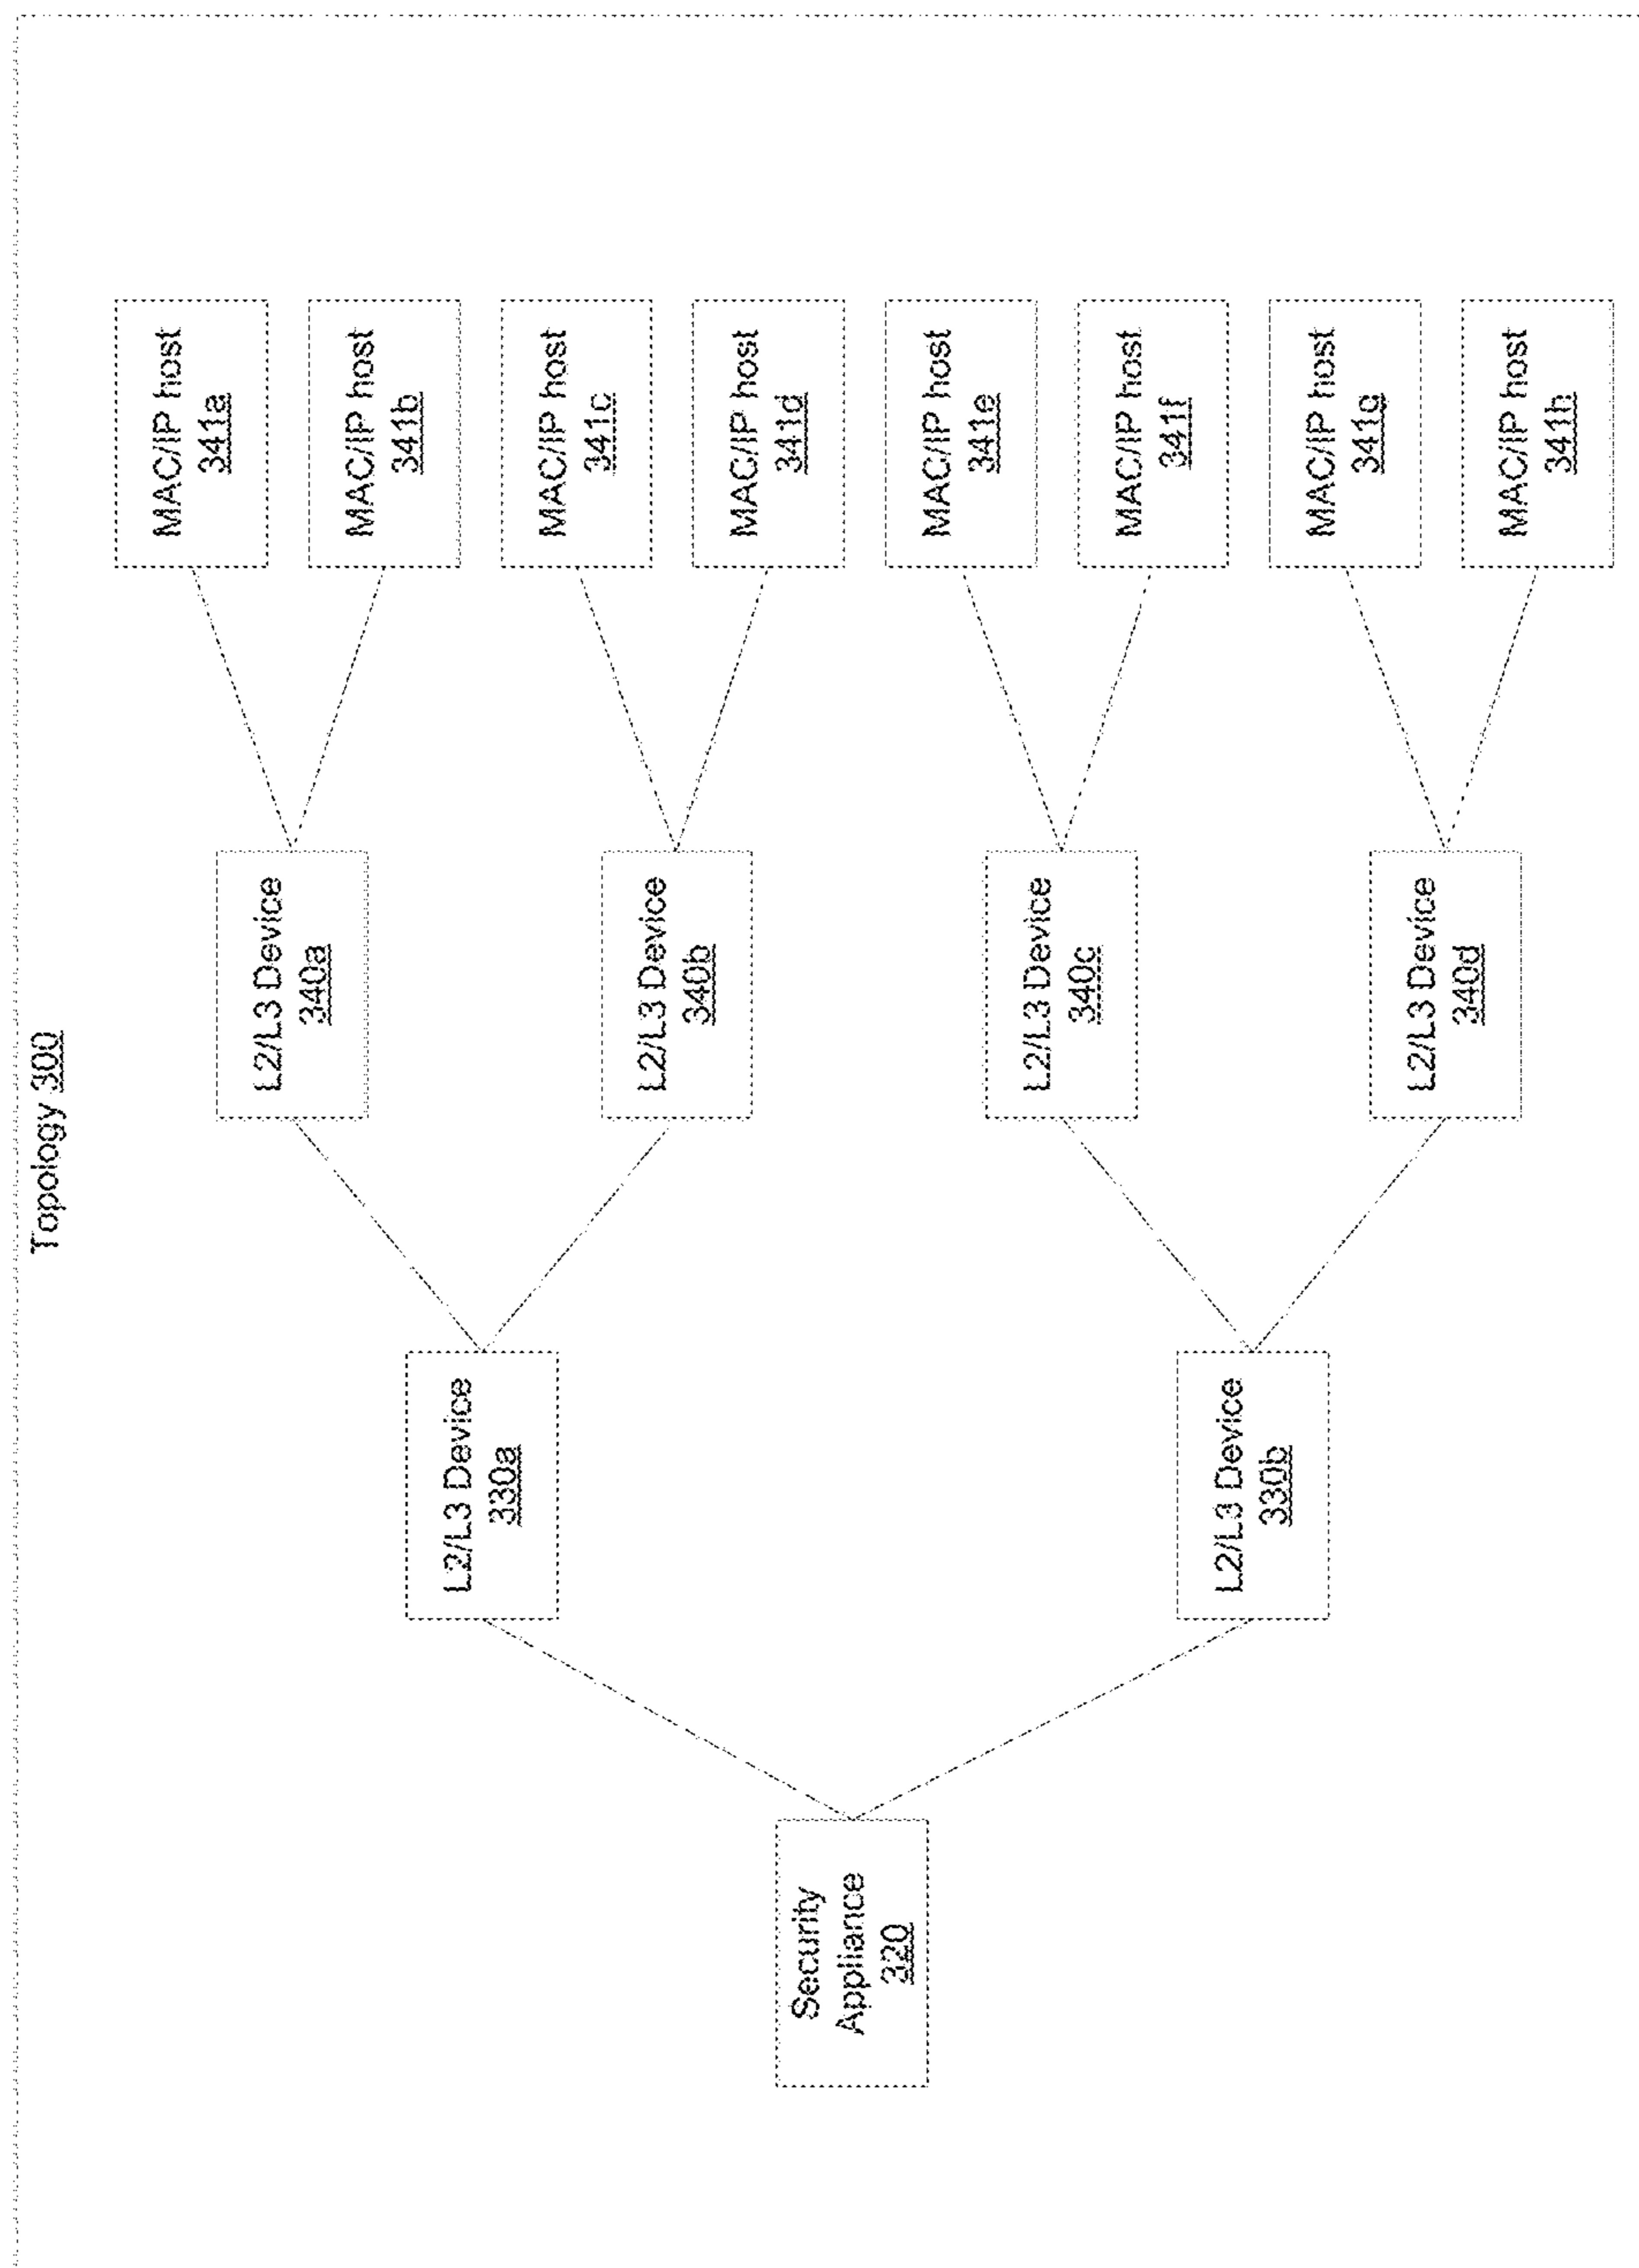 Topology 300
Security
Appliance
320
L2/L3 Device
330a
L2/L3 Device
330b
L2/L3 Device
340a
L2/L3 Device
340b
L2/L3 Device
340c
L2/L3 Device
340d
MAC/IP host
341a
MAC/IP host
341b
MAC/IP host
341c
MAC/IP host
341d
MAC/IP host
341e
MAC/IP host
341f
MAC/IP host
341g
MAC/IP host
341h